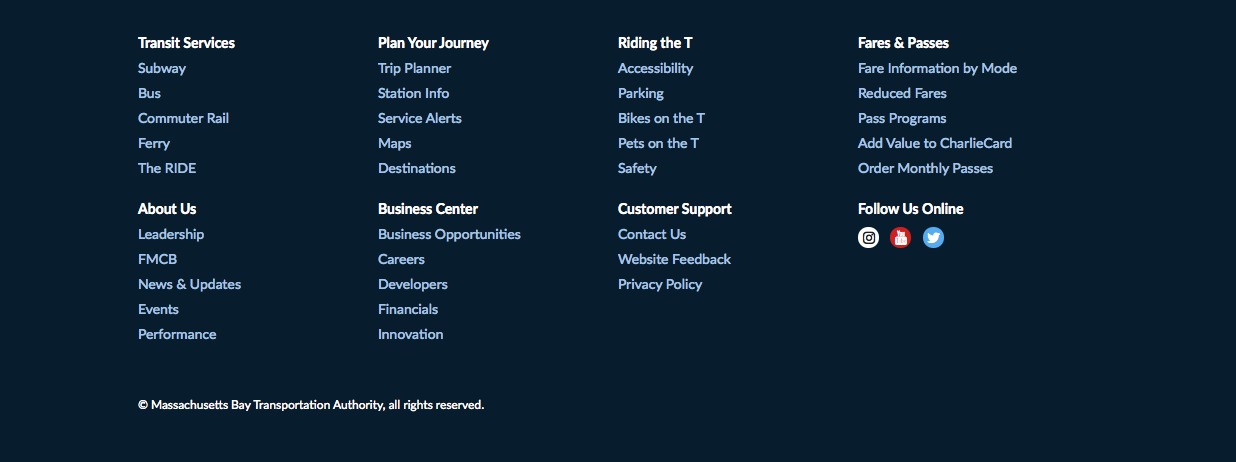 Transit Services
Subway
Bus
Commuter Rail
Ferry
The RIDE
Plan Your Journey
Trip Planner
Station Info
Service Alerts
Maps
Destinations
Riding the T
Accessibility
Parking
Bikes on the T
Pets on the T
Safety
Fares & Passes
Fare Information by Mode
Reduced Fares
Pass Programs
Add Value to CharlieCard
Order Monthly Passes
About Us
Leadership
FMCB
News & Updates
Events
Performance
Business Center
Business Opportunities
Careers
Developers
Financials
Innovation
Customer Support
Contact Us
Website Feedback
Privacy Policy
Follow Us Online
© Massachusetts Bay Transportation Authority, all rights reserved.